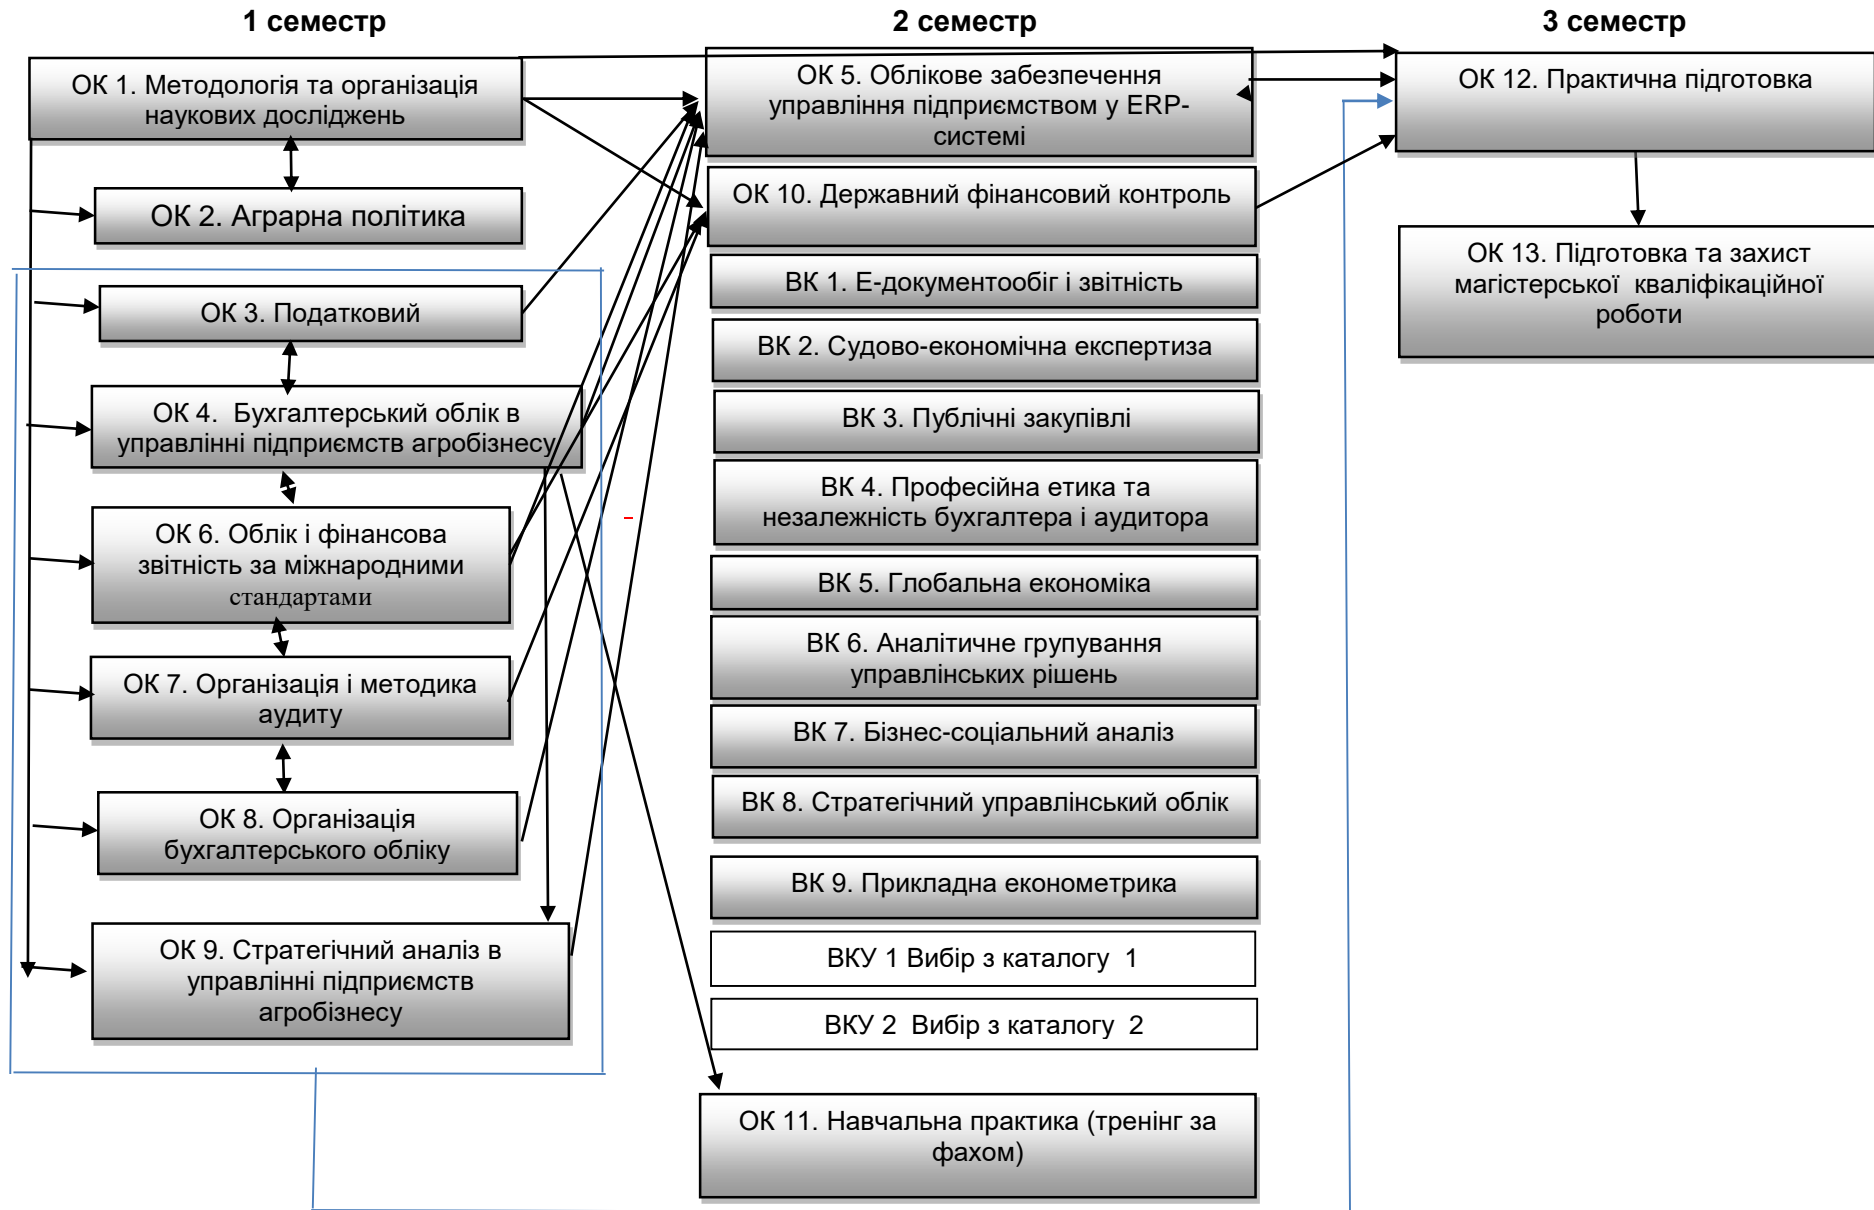 1 семестр
2 семестр
3 семестр
ОК 1. Методологія та організація
наукових досліджень
ОК 2. Аграрна політика
ОК 3. Податковий
ОК 4.  Бухгалтерський облік в
управлінні підприємств агробізнесу
ОК 6. Облік і фінансова
звітність за міжнародними
стандартами
ОК 7. Організація і методика
аудиту
ОК 8. Організація
бухгалтерського обліку
ОК 9. Стратегічний аналіз в
управлінні підприємств
агробізнесу
ОК 5. Облікове забезпечення
управління підприємством у ERP-
системі
ОК 10. Державний фінансовий контроль
ВК 1. Е-документообіг і звітність
ВК 2. Судово-економічна експертиза
ВК 3. Публічні закупівлі
ВК 4. Професійна етика та
незалежність бухгалтера і аудитора
ВК 5. Глобальна економіка
ВК 6. Аналітичне групування
управлінських рішень
ВК 7. Бізнес-соціальний аналіз
ВК 8. Стратегічний управлінський облік
ВК 9. Прикладна економетрика
ВКУ 1 Вибір з каталогу  1
ВКУ 2  Вибір з каталогу  2
ОК 11. Навчальна практика (тренінг за
фахом)
ОК 12. Практична підготовка
ОК 13. Підготовка та захист
магістерської  кваліфікаційної
роботи